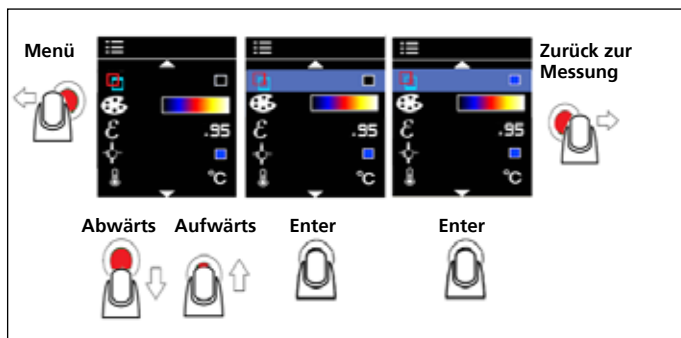 Menü
Zurück zur
Messung
ε .95
ε .95
ε .95
°C
°C
°C
Abwärts Aufwärts Enter Enter